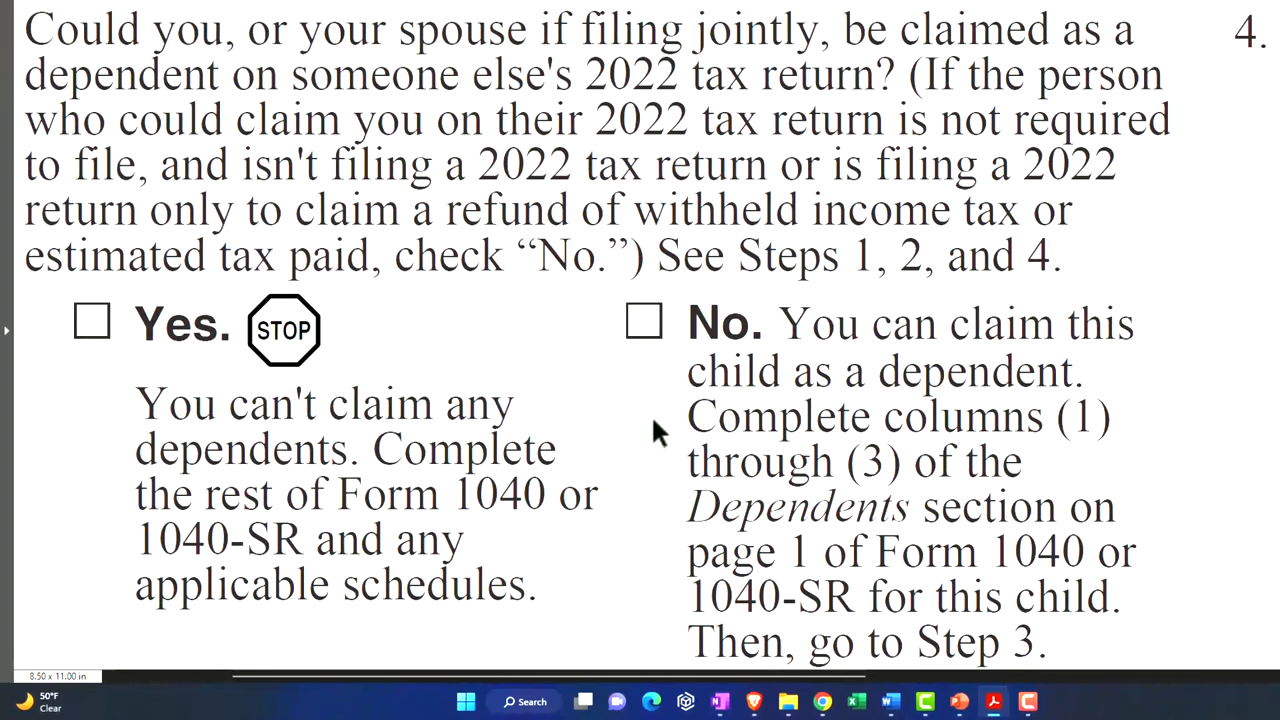 Could you, or your spouse if filing jointly, be claimed as a
4.
dependent on someone else's 2022 tax return? (If the person
who could claim you on their 2022 tax return is not required
to file, and isn't filing a 2022 tax return or is filing a 2022
return only to claim a refund of withheld income tax or
estimated tax paid, check “No.”) See Steps 1, 2, and 4.
Yes. STOP
You can't claim any
dependents. Complete
the rest of Form 1040 or
1040-SR and any
applicable schedules.
No. You can claim this
child as a dependent.
Complete columns (1)
through (3) of the
Dependents section on
page 1 of Form 1040 or
1040-SR for this child.
Then, go to Step 3.
8.50 x 11.00 in
50°F
Clear
Search